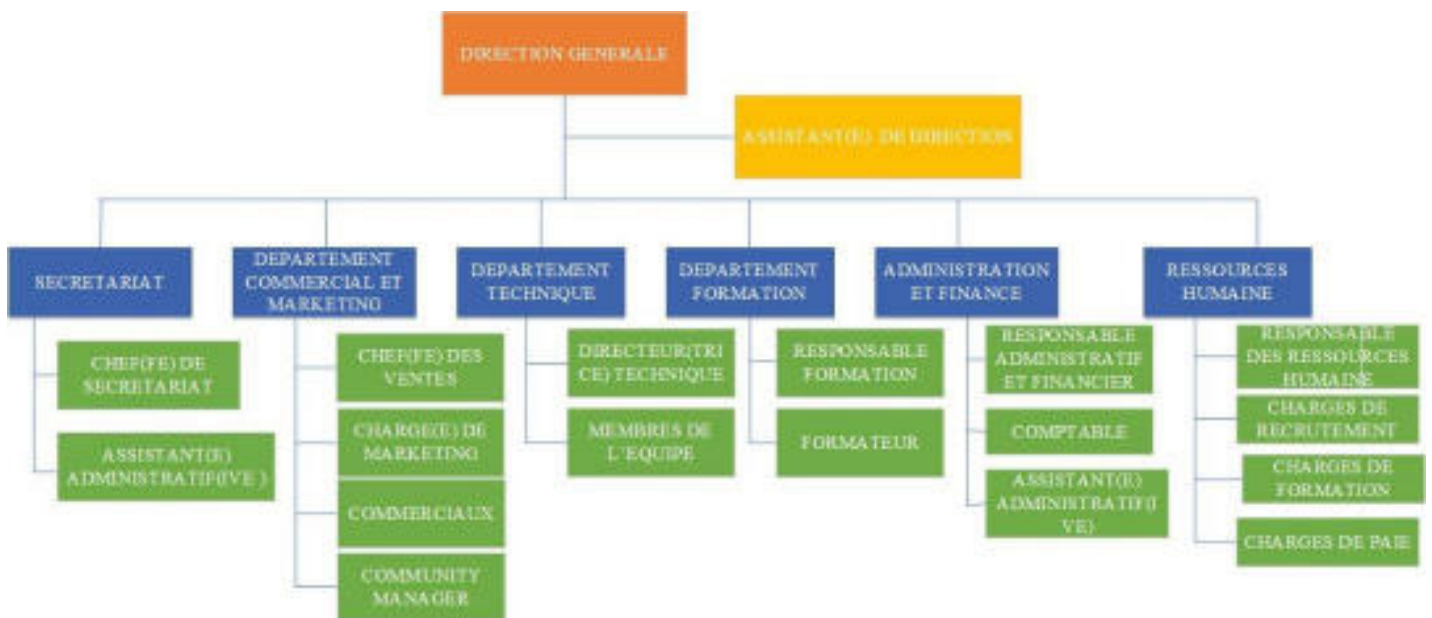 DIRECTION GENERALE
ASSISTANT(E) DE DIRECTION
SECRETARIAT
DEPARTEMENT
COMMERCIAL ET
MARKETING
DEPARTEMENT
TECHNIQUE
DEPARTEMENT
FORMATION
ADMINISTRATION
ET FINANCE
RESSOURCES
HUMAINE
CHEF(FE) DE
SECRETARIAT
ASSISTANT(E)
ADMINISTRATIF(IVE )
CHEF(FE) DES
VENTES
CHARGE(E) DE
MARKETING
COMMERCIAUX
COMMUNITY
MANAGER
DIRECTEUR(TRI
CE) TECHNIQUE
MEMBRES DE
L'EQUIPE
RESPONSABLE
FORMATION
FORMATEUR
RESPONSABLE
ADMINISTRATIF
ET FINANCIER
COMPTABLE
ASSISTANT(E)
ADMINISTRATIF(I
VE)
RESPONSABLE
DES RESSOURCES
HUMAINE
CHARGES DE
RECRUTEMENT
CHARGES DE
FORMATION
CHARGES DE PAIE